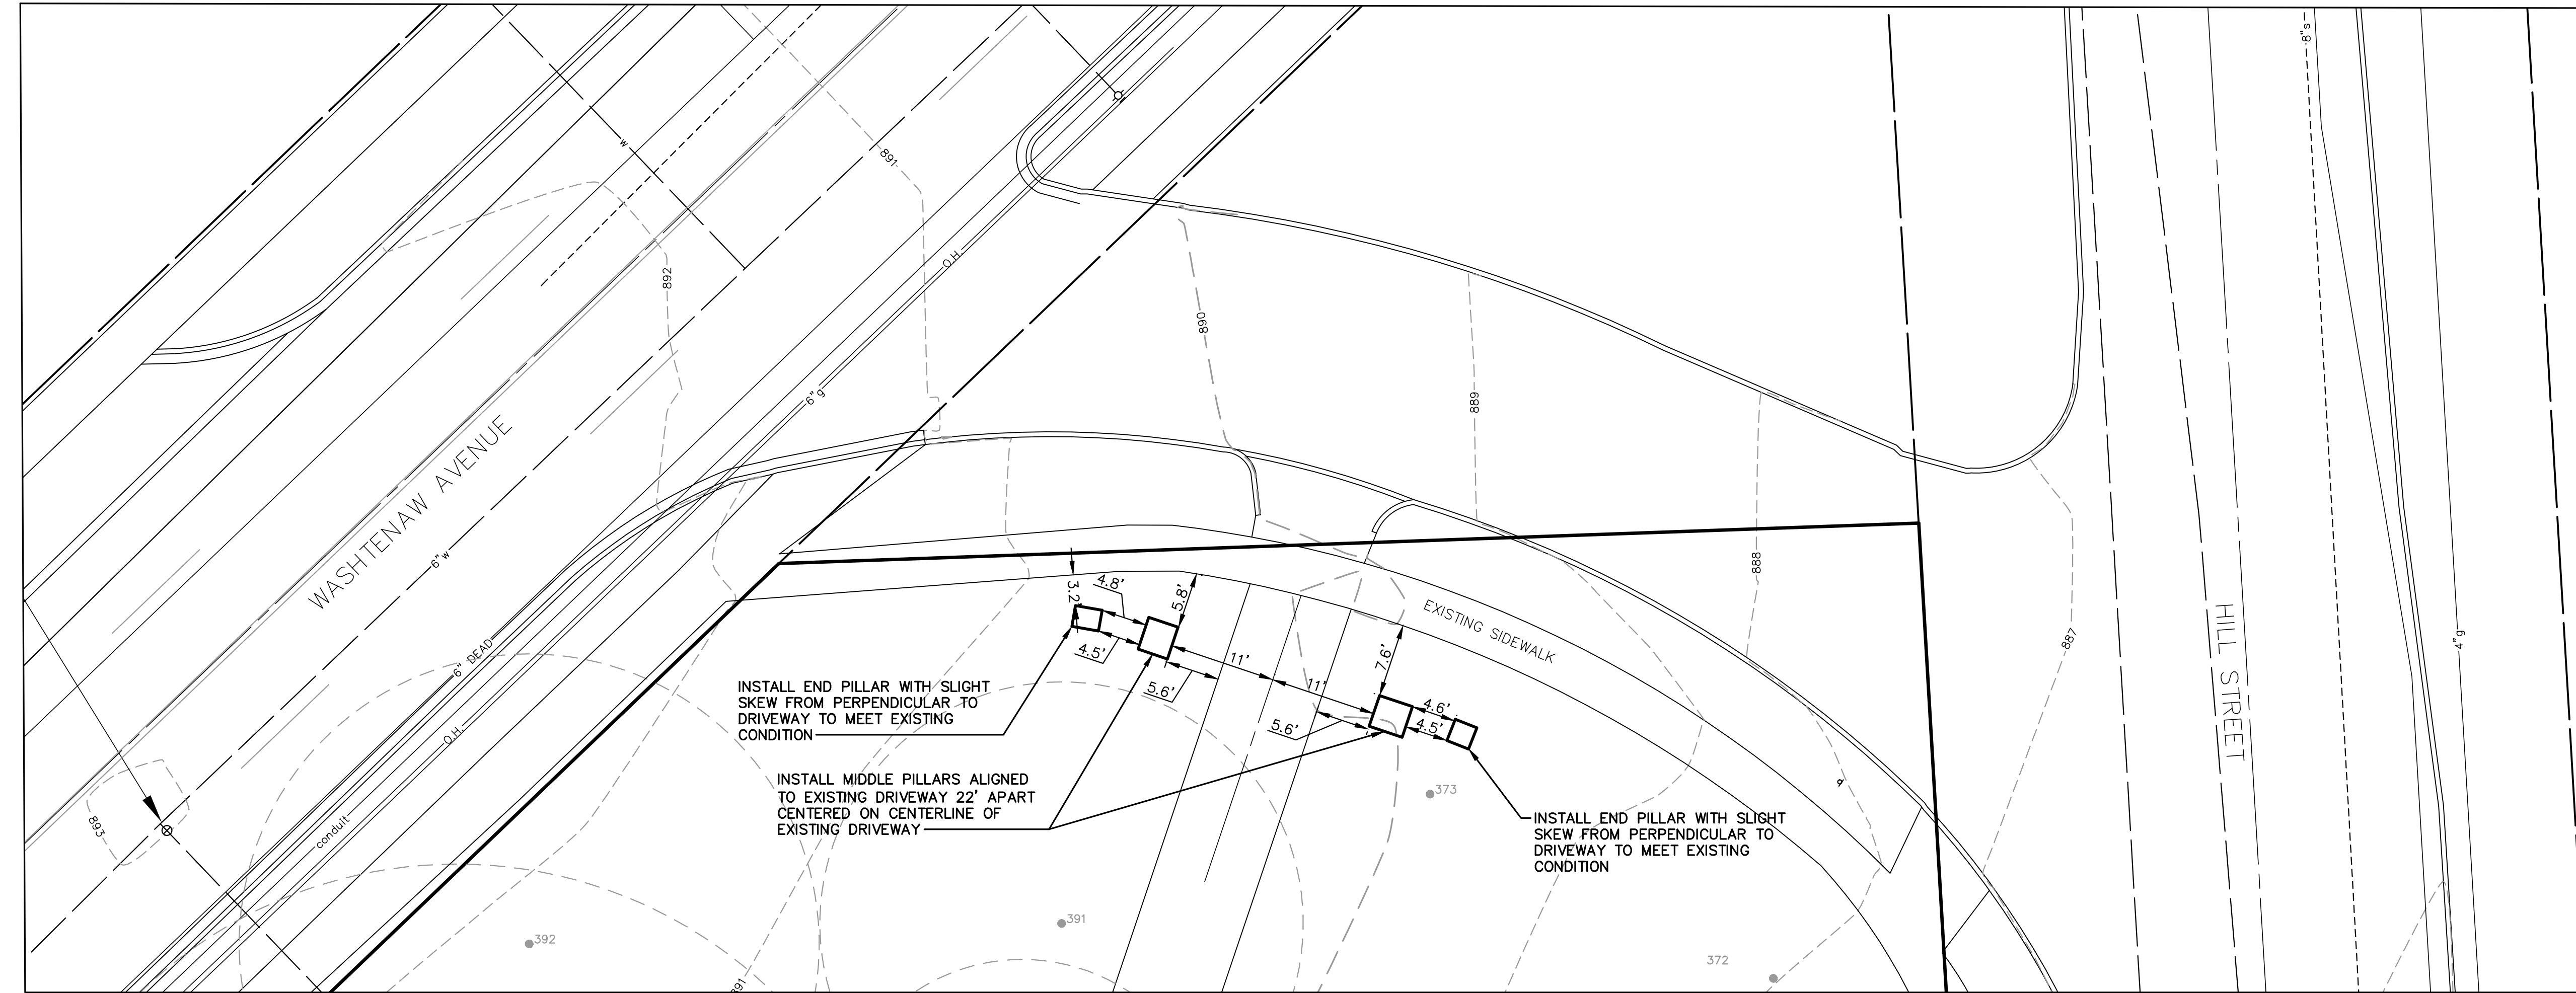 8"s
w
891
O.H.
892
890
6"g
889
WASHTENAW AVENUE
6"w
888
3.2'
4.8'
5.8'
EXISTING SIDEWALK
HILL STREET
887
4"g
6" DEAD
4.5'
11'
7.6'
5.6'
11'
4.6'
4.5'
5.6'
O.H.
INSTALL END PILLAR WITH SLIGHT
SKEW FROM PERPENDICULAR TO
DRIVEWAY TO MEET EXISTING
CONDITION
INSTALL MIDDLE PILLARS ALIGNED
TO EXISTING DRIVEWAY 22' APART
CENTERED ON CENTERLINE OF
EXISTING DRIVEWAY
373
INSTALL END PILLAR WITH SLIGHT
SKEW FROM PERPENDICULAR TO
DRIVEWAY TO MEET EXISTING
CONDITION
893
conduit
391
392
372
891